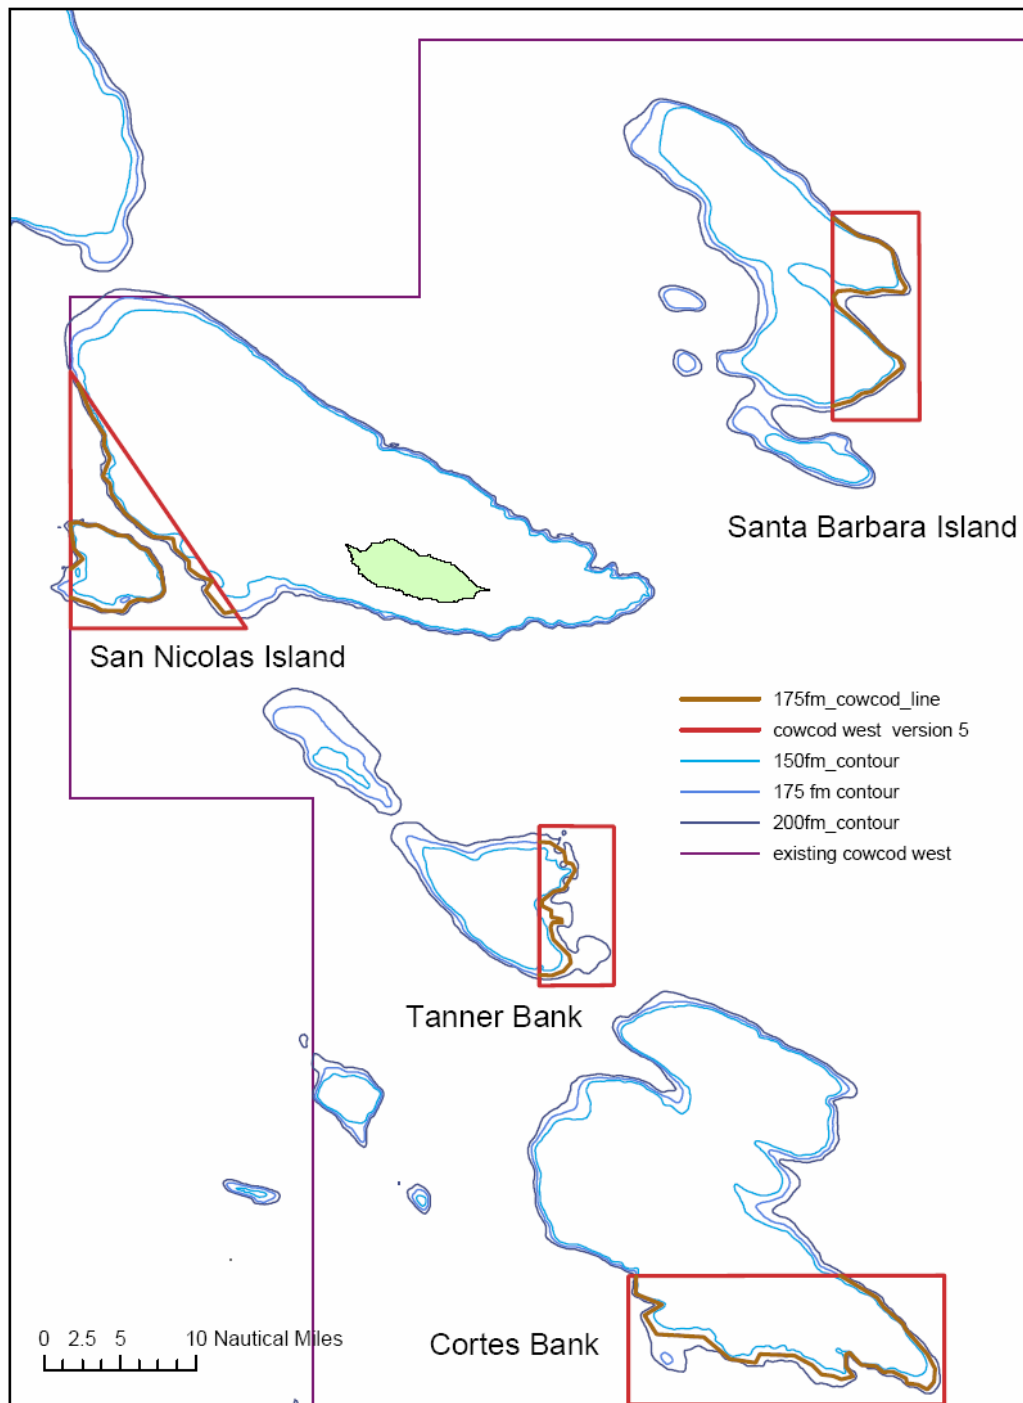 Santa Barbara Island
San Nicolas Island
175fm_cowcod_line
cowcod west version 5
150fm_contour
175 fm contour
200fm_contour
existing cowcod west
Tanner Bank
Cortes Bank
0 2.5 5 10 Nautical Miles